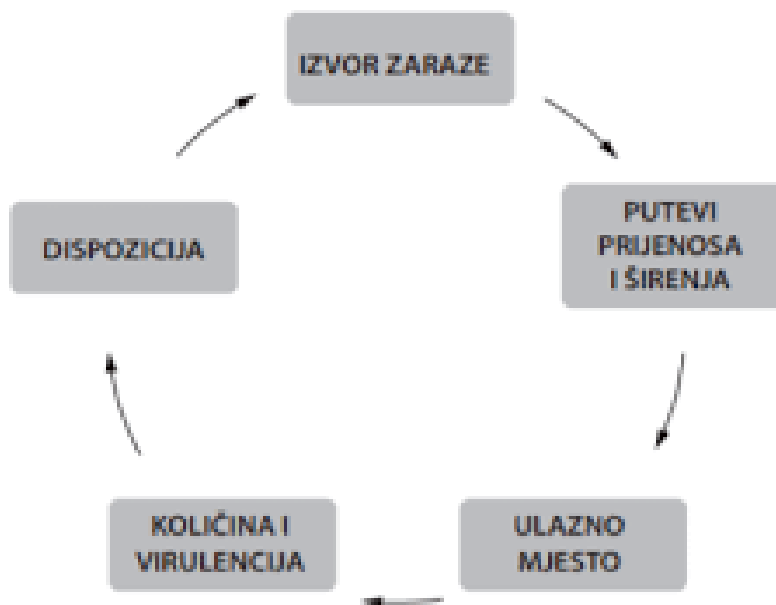 IZVOR ZARAZE
PUTEVI
PRIJENOSA
I ŠIRENJA
ULAZNO
MJESTO
KOLIČINA I
VIRULENCIJA
DISPOZICIJA